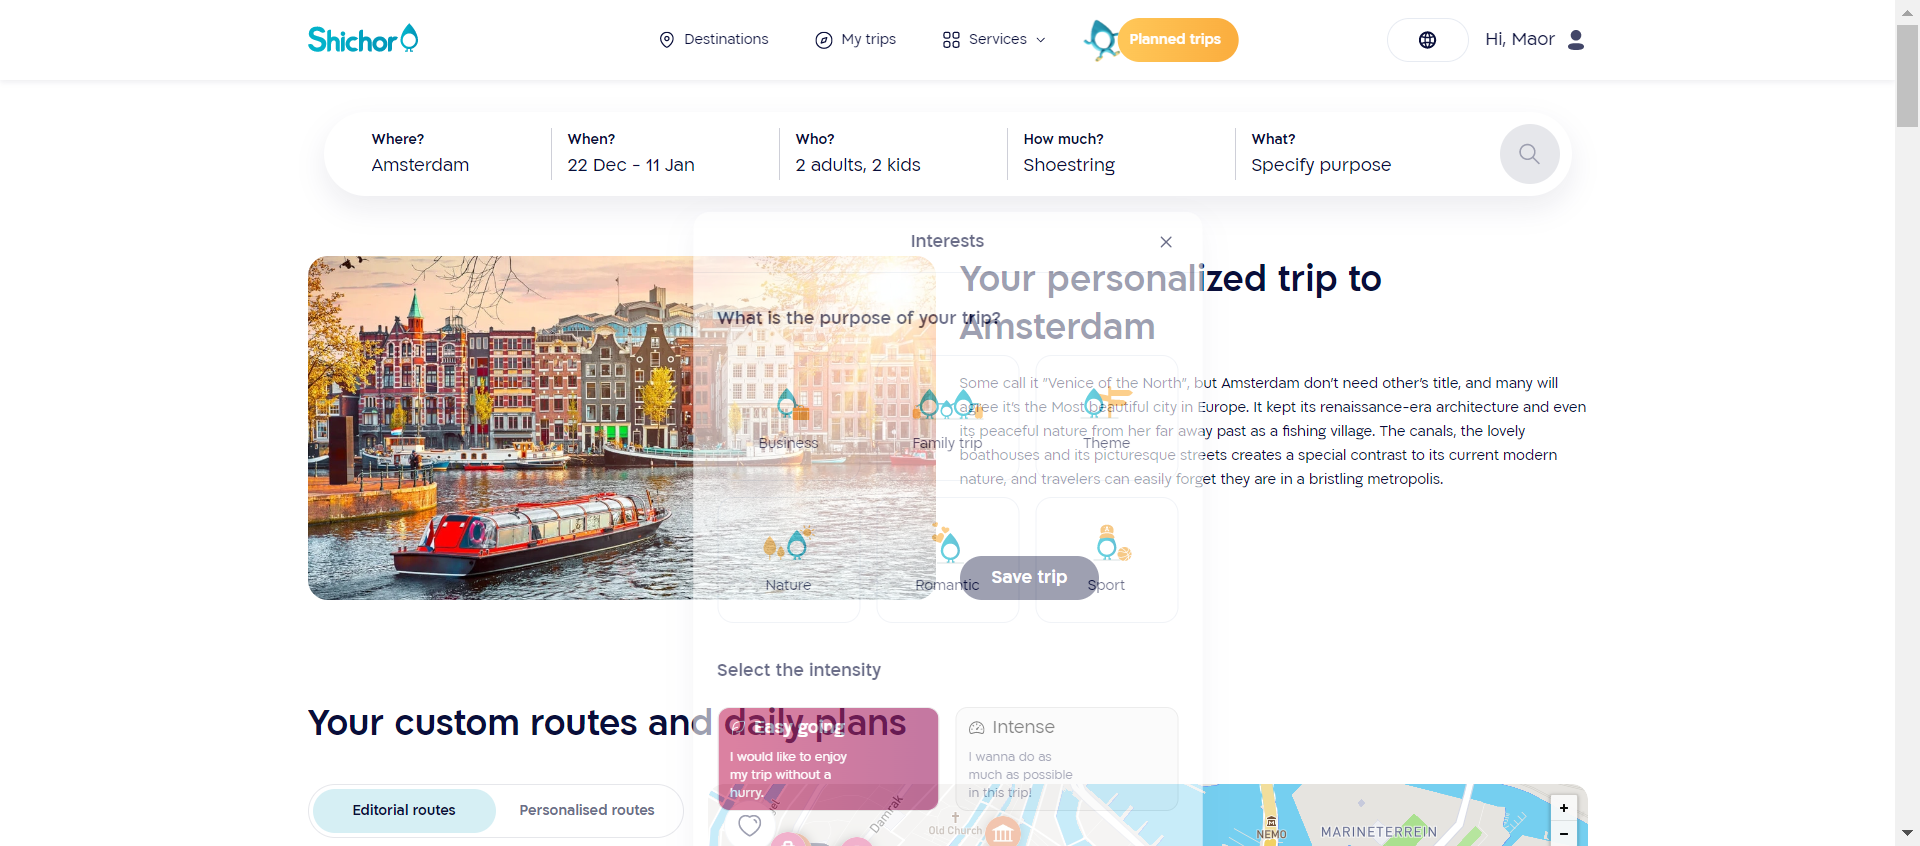 Shichor
Destinations
My trips
Services
Planned trips
Hi, Maor
Where?
Amsterdam
When?
22 Dec - 11 Jan
Who?
2 adults, 2 kids
How much?
Shoestring
What?
Specify purpose
Interests
What is the purpose of your trip?
Business
Family trip
Theme
Nature
Romantic
Sport
Select the intensity
Easy going
I would like to enjoy
my trip without a
hurry.
Intense
I wanna do as
much as possible
in this trip!
Your personalized trip to
Amsterdam
Some call it "Venice of the North", but Amsterdam don't need other's title, and many will
agree it's the Most beautiful city in Europe. It kept its renaissance-era architecture and even
its peaceful nature from her far away past as a fishing village. The canals, the lovely
boathouses and its picturesque streets creates a special contrast to its current modern
nature, and travelers can easily forget they are in a bristling metropolis.
Save trip
Your custom routes and daily plans
Editorial routes
Personalised routes
Damrak
Old Church
NEMO
MARINETERREIN
+
−